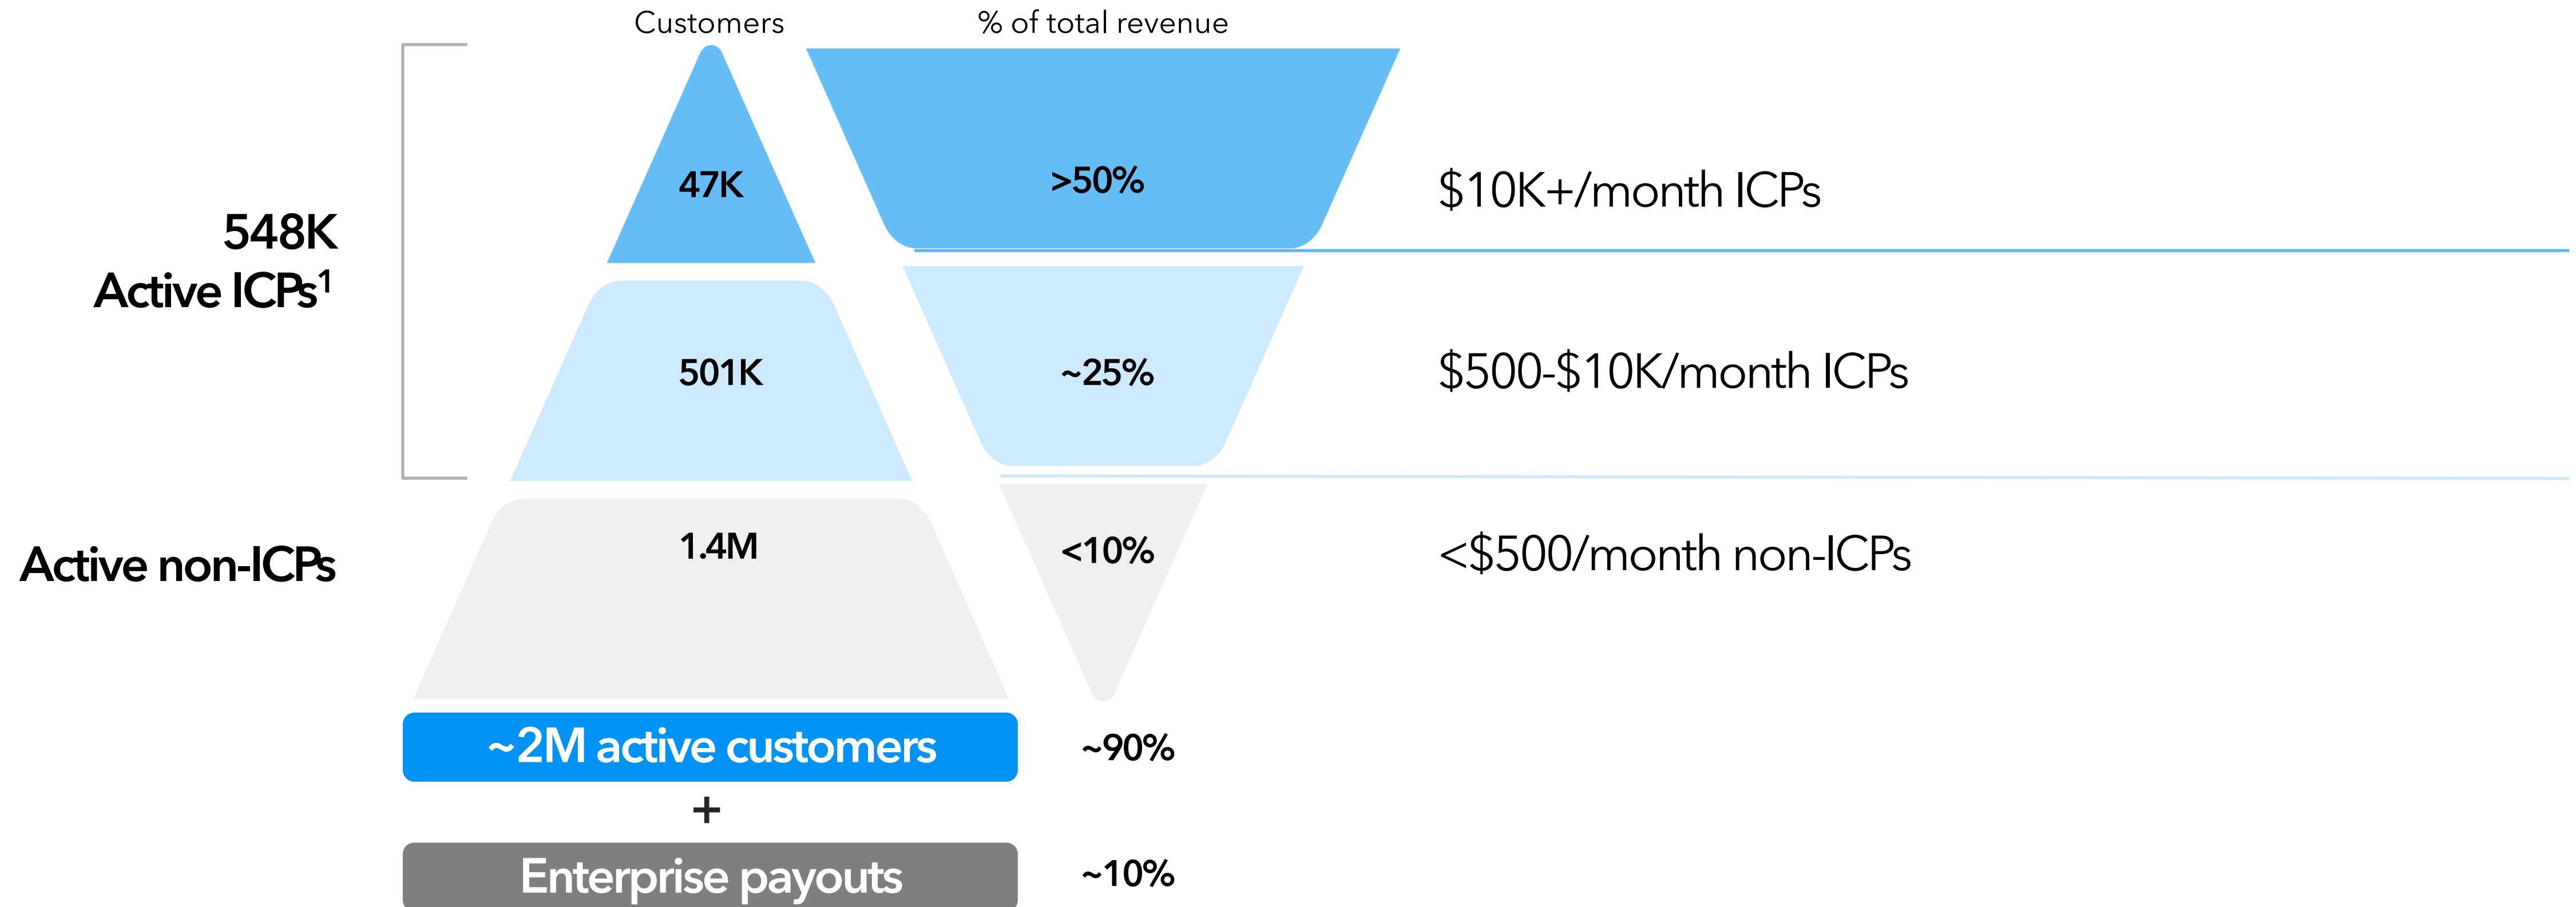 Customers
% of total revenue
548K
Active ICPs¹
47K
>50%
$10K+/month ICPs
501K
~25%
$500-$10K/month ICPs
Active non-ICPs
1.4M
<10%
<$500/month non-ICPs
~2M active customers
~90%
+
Enterprise payouts
~10%